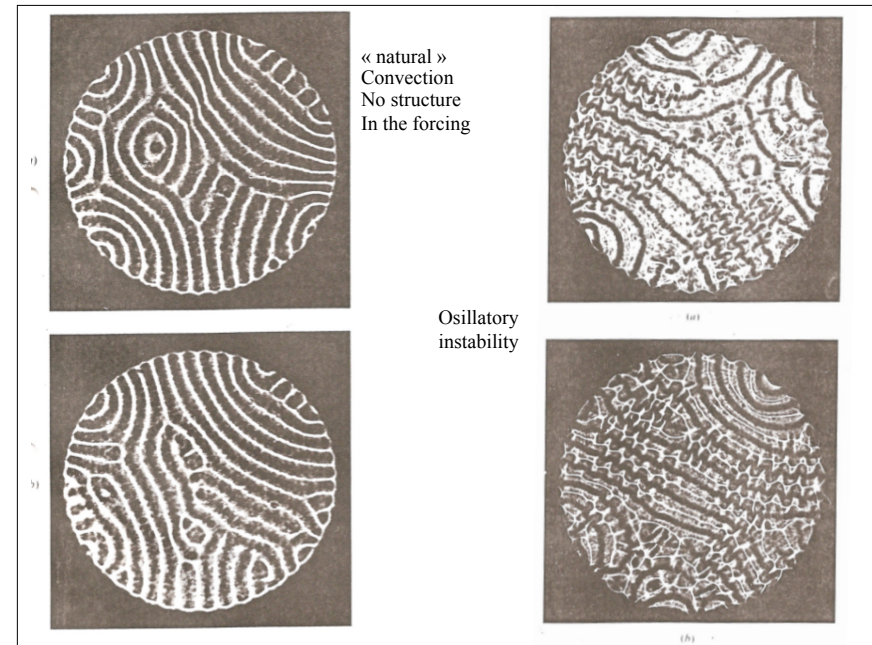 « natural »
Convection
No structure
In the forcing
Osillatory
instability
(a)
b)
(b)